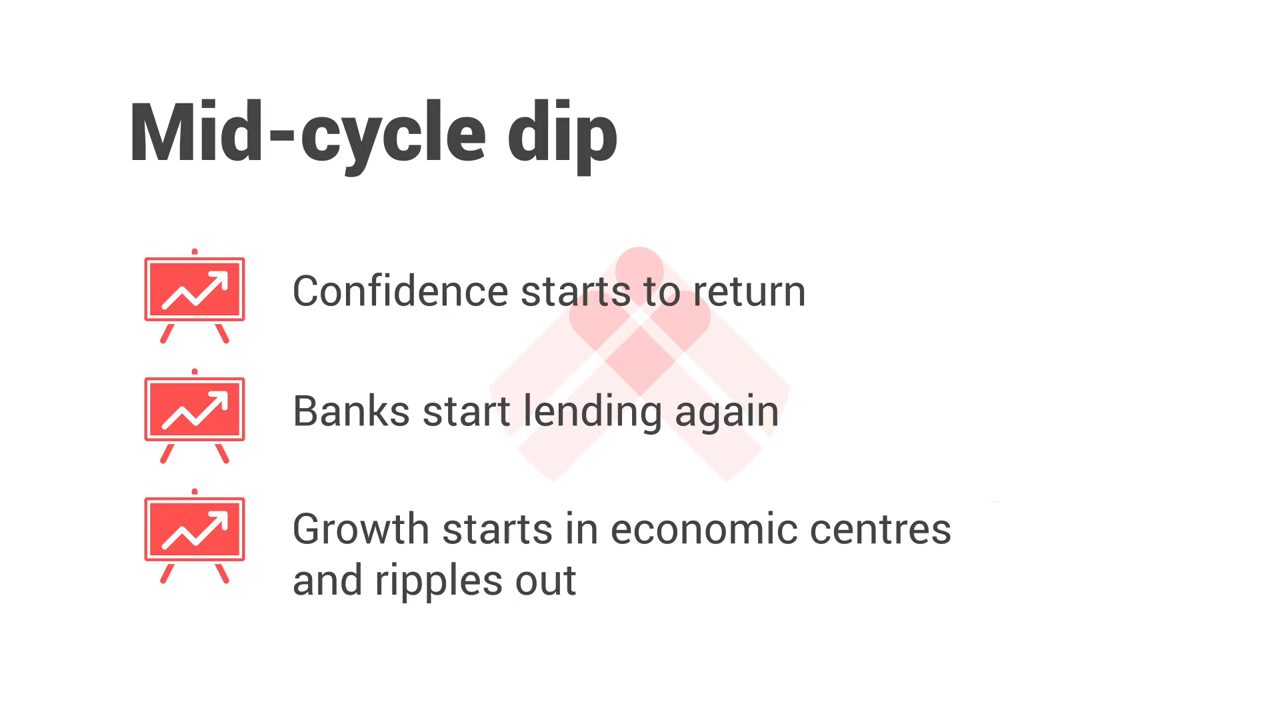 Mid-cycle dip
Confidence starts to return
Banks start lending again
Growth starts in economic centres
and ripples out